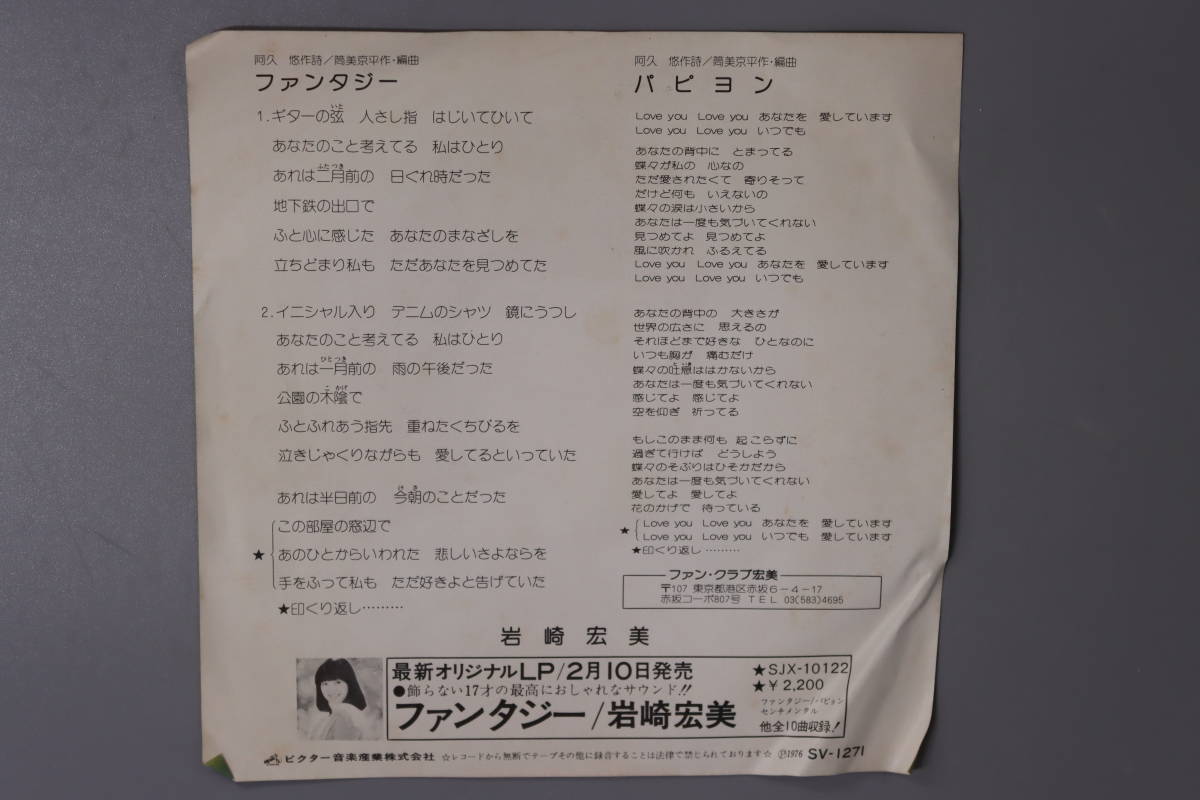 阿久 悠作詩/筒美京平作・編曲
ファンタジー
1.ギターの弦 人さし指 はじいてひいて
いと
あなたのこと考えてる 私はひとり
あれは二月前の 日ぐれ時だった
ふたつき
地下鉄の出口で
ふと心に感じた あなたのまなざしを
立ちどまり私も ただあなたを見つめてた
2.イニシャル入り デニムのシャツ 鏡にうつし
あなたのこと考えてる 私はひとり
あれは一月前の 雨の午後だった
ひとつき
公園の木陰で
こかげ
ふとふれあう指先 重ねたくちびるを
泣きじゃくりながらも 愛してるといっていた
あれは半日前の 今朝のことだった
けさ
この部屋の窓辺で
★ あのひとからいわれた 悲しいさよならを
手をふって私も ただ好きよと告げていた
★印くり返し………
阿久 悠作詩/筒美京平作・編曲
パピヨン
Love you Love you あなたを 愛しています
Love you Love you いつでも
あなたの背中に とまってる
蝶々が私の 心なの
ただ愛されたくて 寄りそって
だけど何も いえないの
蝶々の涙は小さいから
あなたは一度も気づいてくれない
見つめてよ 見つめてよ
風に吹かれ ふるえてる
Love you Love you あなたを 愛しています
Love you Love you いつでも
あなたの背中の 大きさが
世界の広さに 思えるの
それほどまで好きな ひとなのに
いつも胸が 痛むだけ
蝶々の吐息ははかないから
といき
あなたは一度も気づいてくれない
感じてよ 感じてよ
空を仰ぎ 祈ってる
もしこのまま何も 起こらずに
過ぎて行けば どうしよう
蝶々のそぶりはひそかだから
あなたは一度も気づいてくれない
愛してよ 愛してよ
花のかげで 待っている
★ Love you Love you あなたを 愛しています
Love you Love you いつでも 愛しています
★印くり返し………
ファン・クラブ宏美
〒107 東京都港区赤坂6-4-17
赤坂コーポ807号 TEL 03(583)4695
岩崎宏美
最新オリジナルLP/2月10日発売
●飾らない17才の最高におしゃれなサウンド!!
ファンタジー/岩崎宏美
★SJX-10122
★¥2,200
ファンタジー/パピヨン
センチメンタル
他全10曲収録!
ビクター音楽産業株式会社 ☆レコードから無断でテープその他に録音することは法律で禁じられております☆ Ⓟ1976 SV-1271